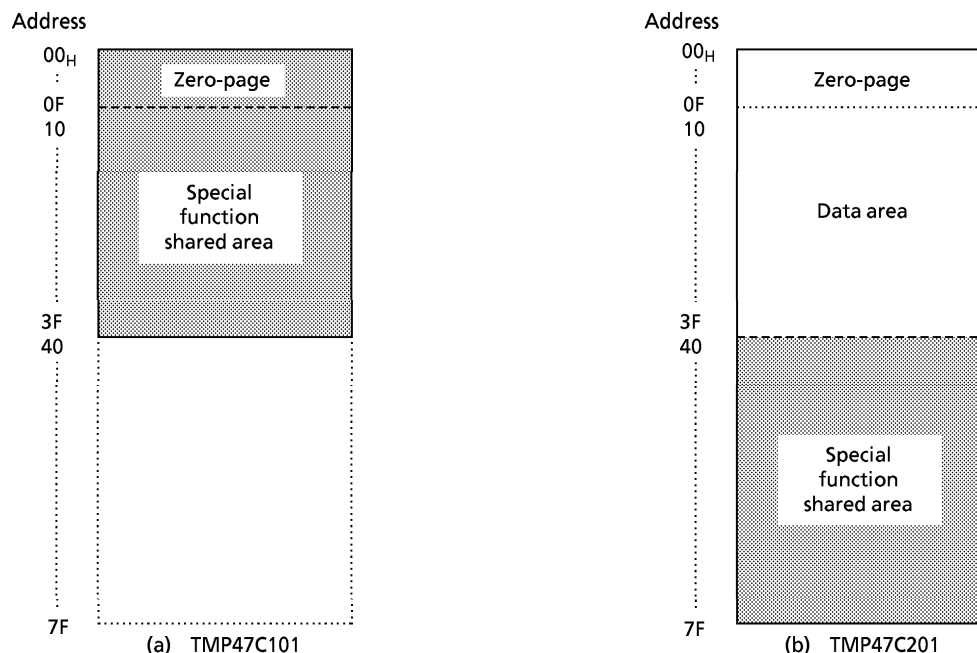 Address
00H
0F
10
3F
40
7F
Zero-page
Special
function
shared area
(a) TMP47C101
Address
00H
0F
10
3F
40
7F
Zero-page
Data area
Special
function
shared area
(b) TMP47C201